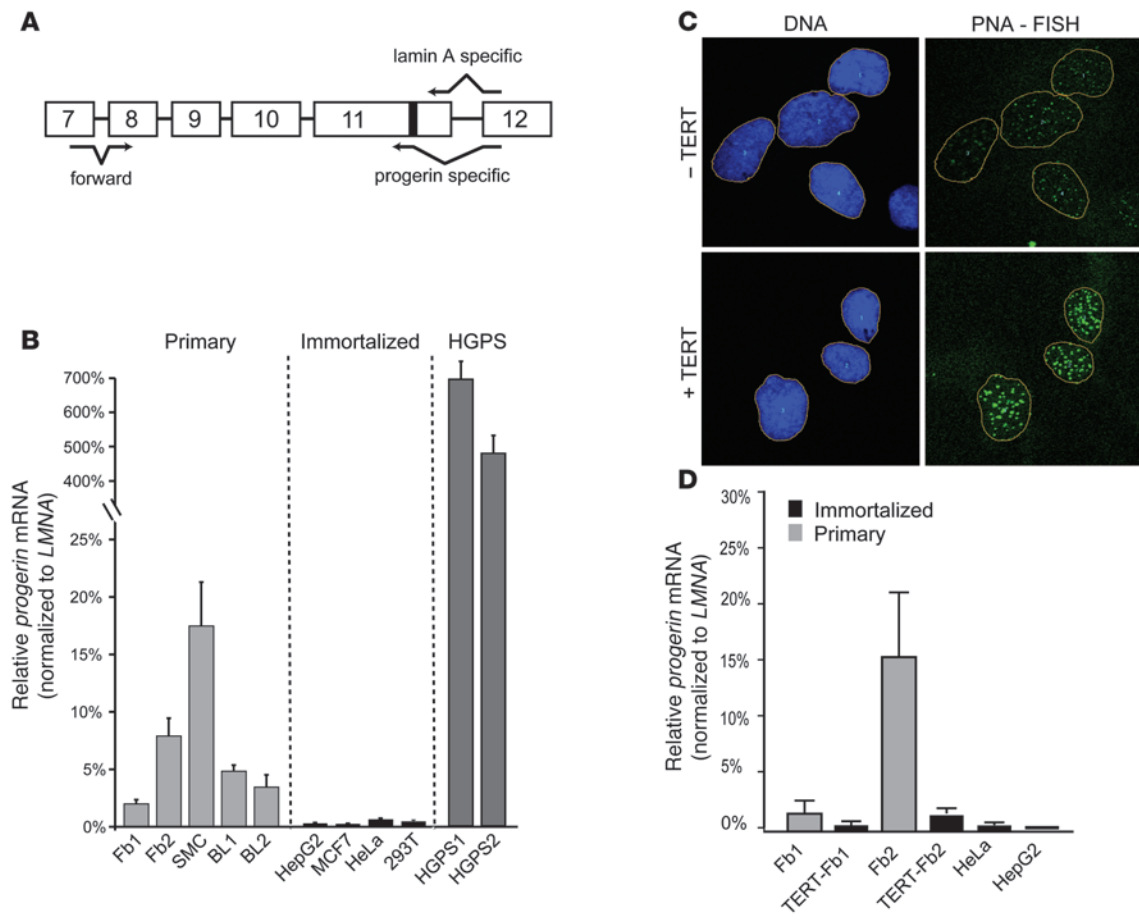 A
lamin A specific
7 8 9 10 11 12
forward
progerin specific
B
Primary Immortalized HGPS
Relative progerin mRNA
(normalized to LMNA)
700%
600%
500%
400%
25%
20%
15%
10%
5%
0%
Fb1 Fb2 SMC BL1 BL2 HepG2 MCF7 HeLa 293T HGPS1 HGPS2
C
DNA PNA - FISH
– TERT
+ TERT
D
Relative progerin mRNA
(normalized to LMNA)
30%
25%
20%
15%
10%
5%
0%
Immortalized
Primary
Fb1 TERT-Fb1 Fb2 TERT-Fb2 HeLa HepG2